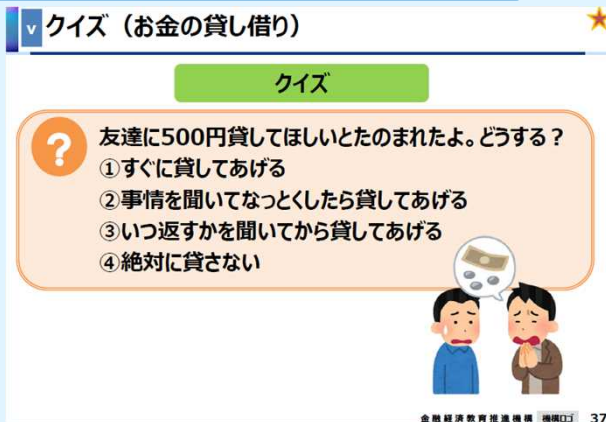 v クイズ（お金の貸し借り）
クイズ
?
友達に500円貸してほしいとたのまれたよ。どうする？
①すぐに貸してあげる
②事情を聞いてなっとくしたら貸してあげる
③いつ返すかを聞いてから貸してあげる
④絶対に貸さない
金融経済教育推進機構 機構ロゴ 37